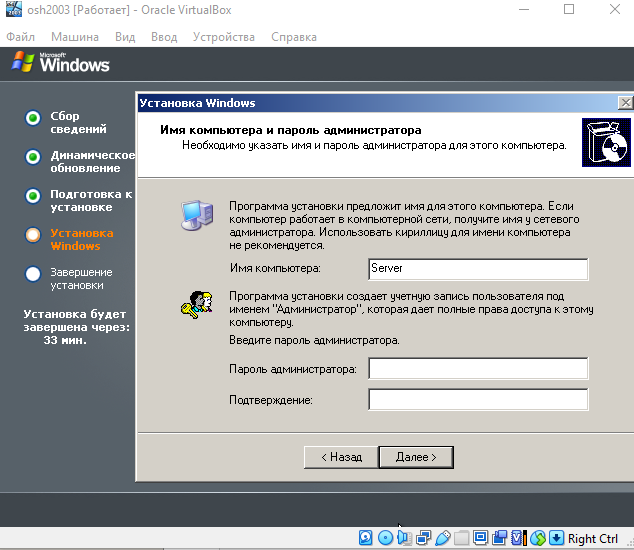 osh2003 [Работает] - Oracle VirtualBox
Файл Машина Вид Ввод Устройства Справка
Microsoft
Windows
Установка Windows
Сбор
сведений
Динамическое
обновление
Подготовка к
установке
Установка
Windows
Завершение
установки
Установка будет
завершена через:
33 мин.
Имя компьютера и пароль администратора
Необходимо указать имя и пароль администратора для этого компьютера.
Программа установки предложит имя для этого компьютера. Если
компьютер работает в компьютерной сети, получите имя у сетевого
администратора. Использовать кириллицу для имени компьютера
не рекомендуется.
Имя компьютера: Server
Программа установки создает учетную запись пользователя под
именем "Администратор", которая дает полные права доступа к этому
компьютеру.
Введите пароль администратора.
Пароль администратора:
Подтверждение:
< Назад Далее >
Right Ctrl